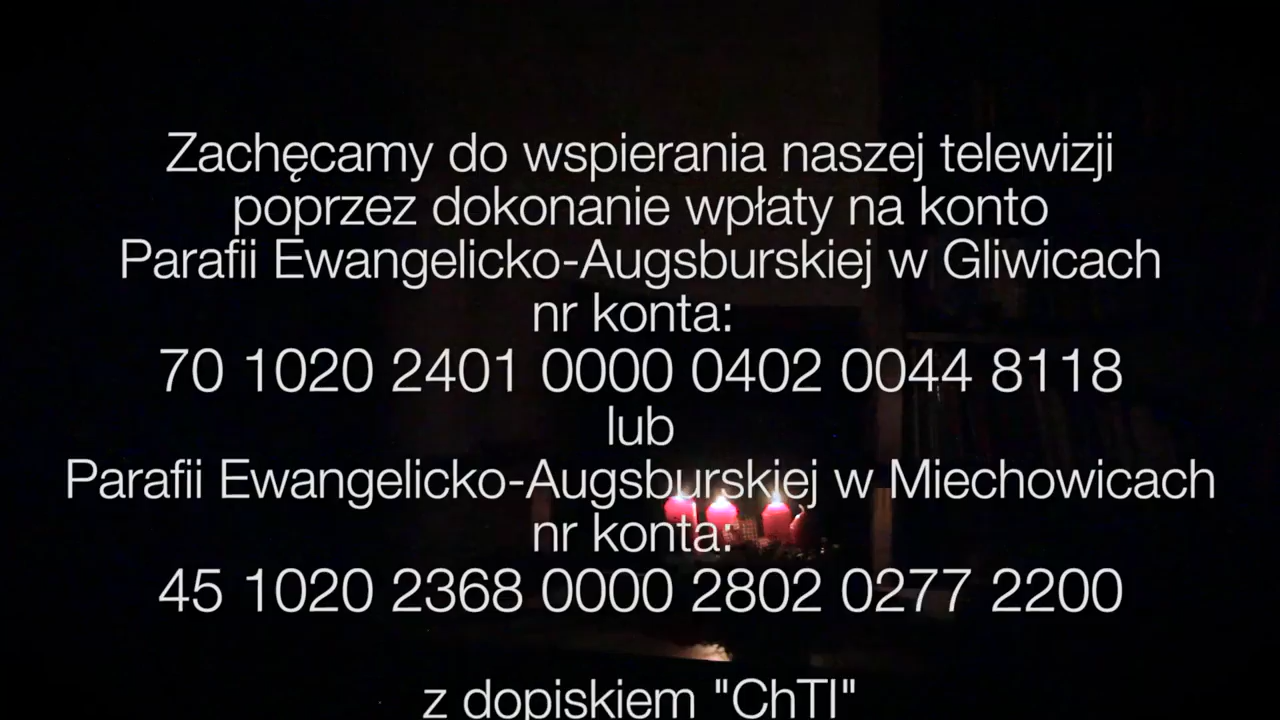 Zachęcamy do wspierania naszej telewizji
poprzez dokonanie wpłaty na konto
Parafii Ewangelicko-Augsburskiej w Gliwicach
nr konta:
70 1020 2401 0000 0402 0044 8118
lub
Parafii Ewangelicko-Augsburskiej w Miechowicach
nr konta:
45 1020 2368 0000 2802 0277 2200
z dopiskiem "ChTI"